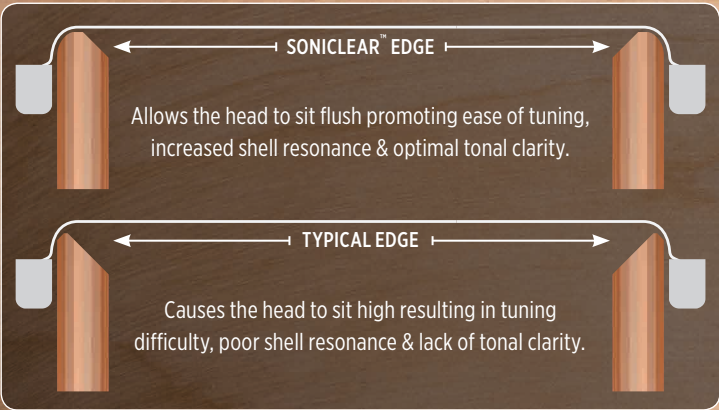 SONICLEAR™ EDGE
Allows the head to sit flush promoting ease of tuning,
increased shell resonance & optimal tonal clarity.
TYPICAL EDGE
Causes the head to sit high resulting in tuning
difficulty, poor shell resonance & lack of tonal clarity.